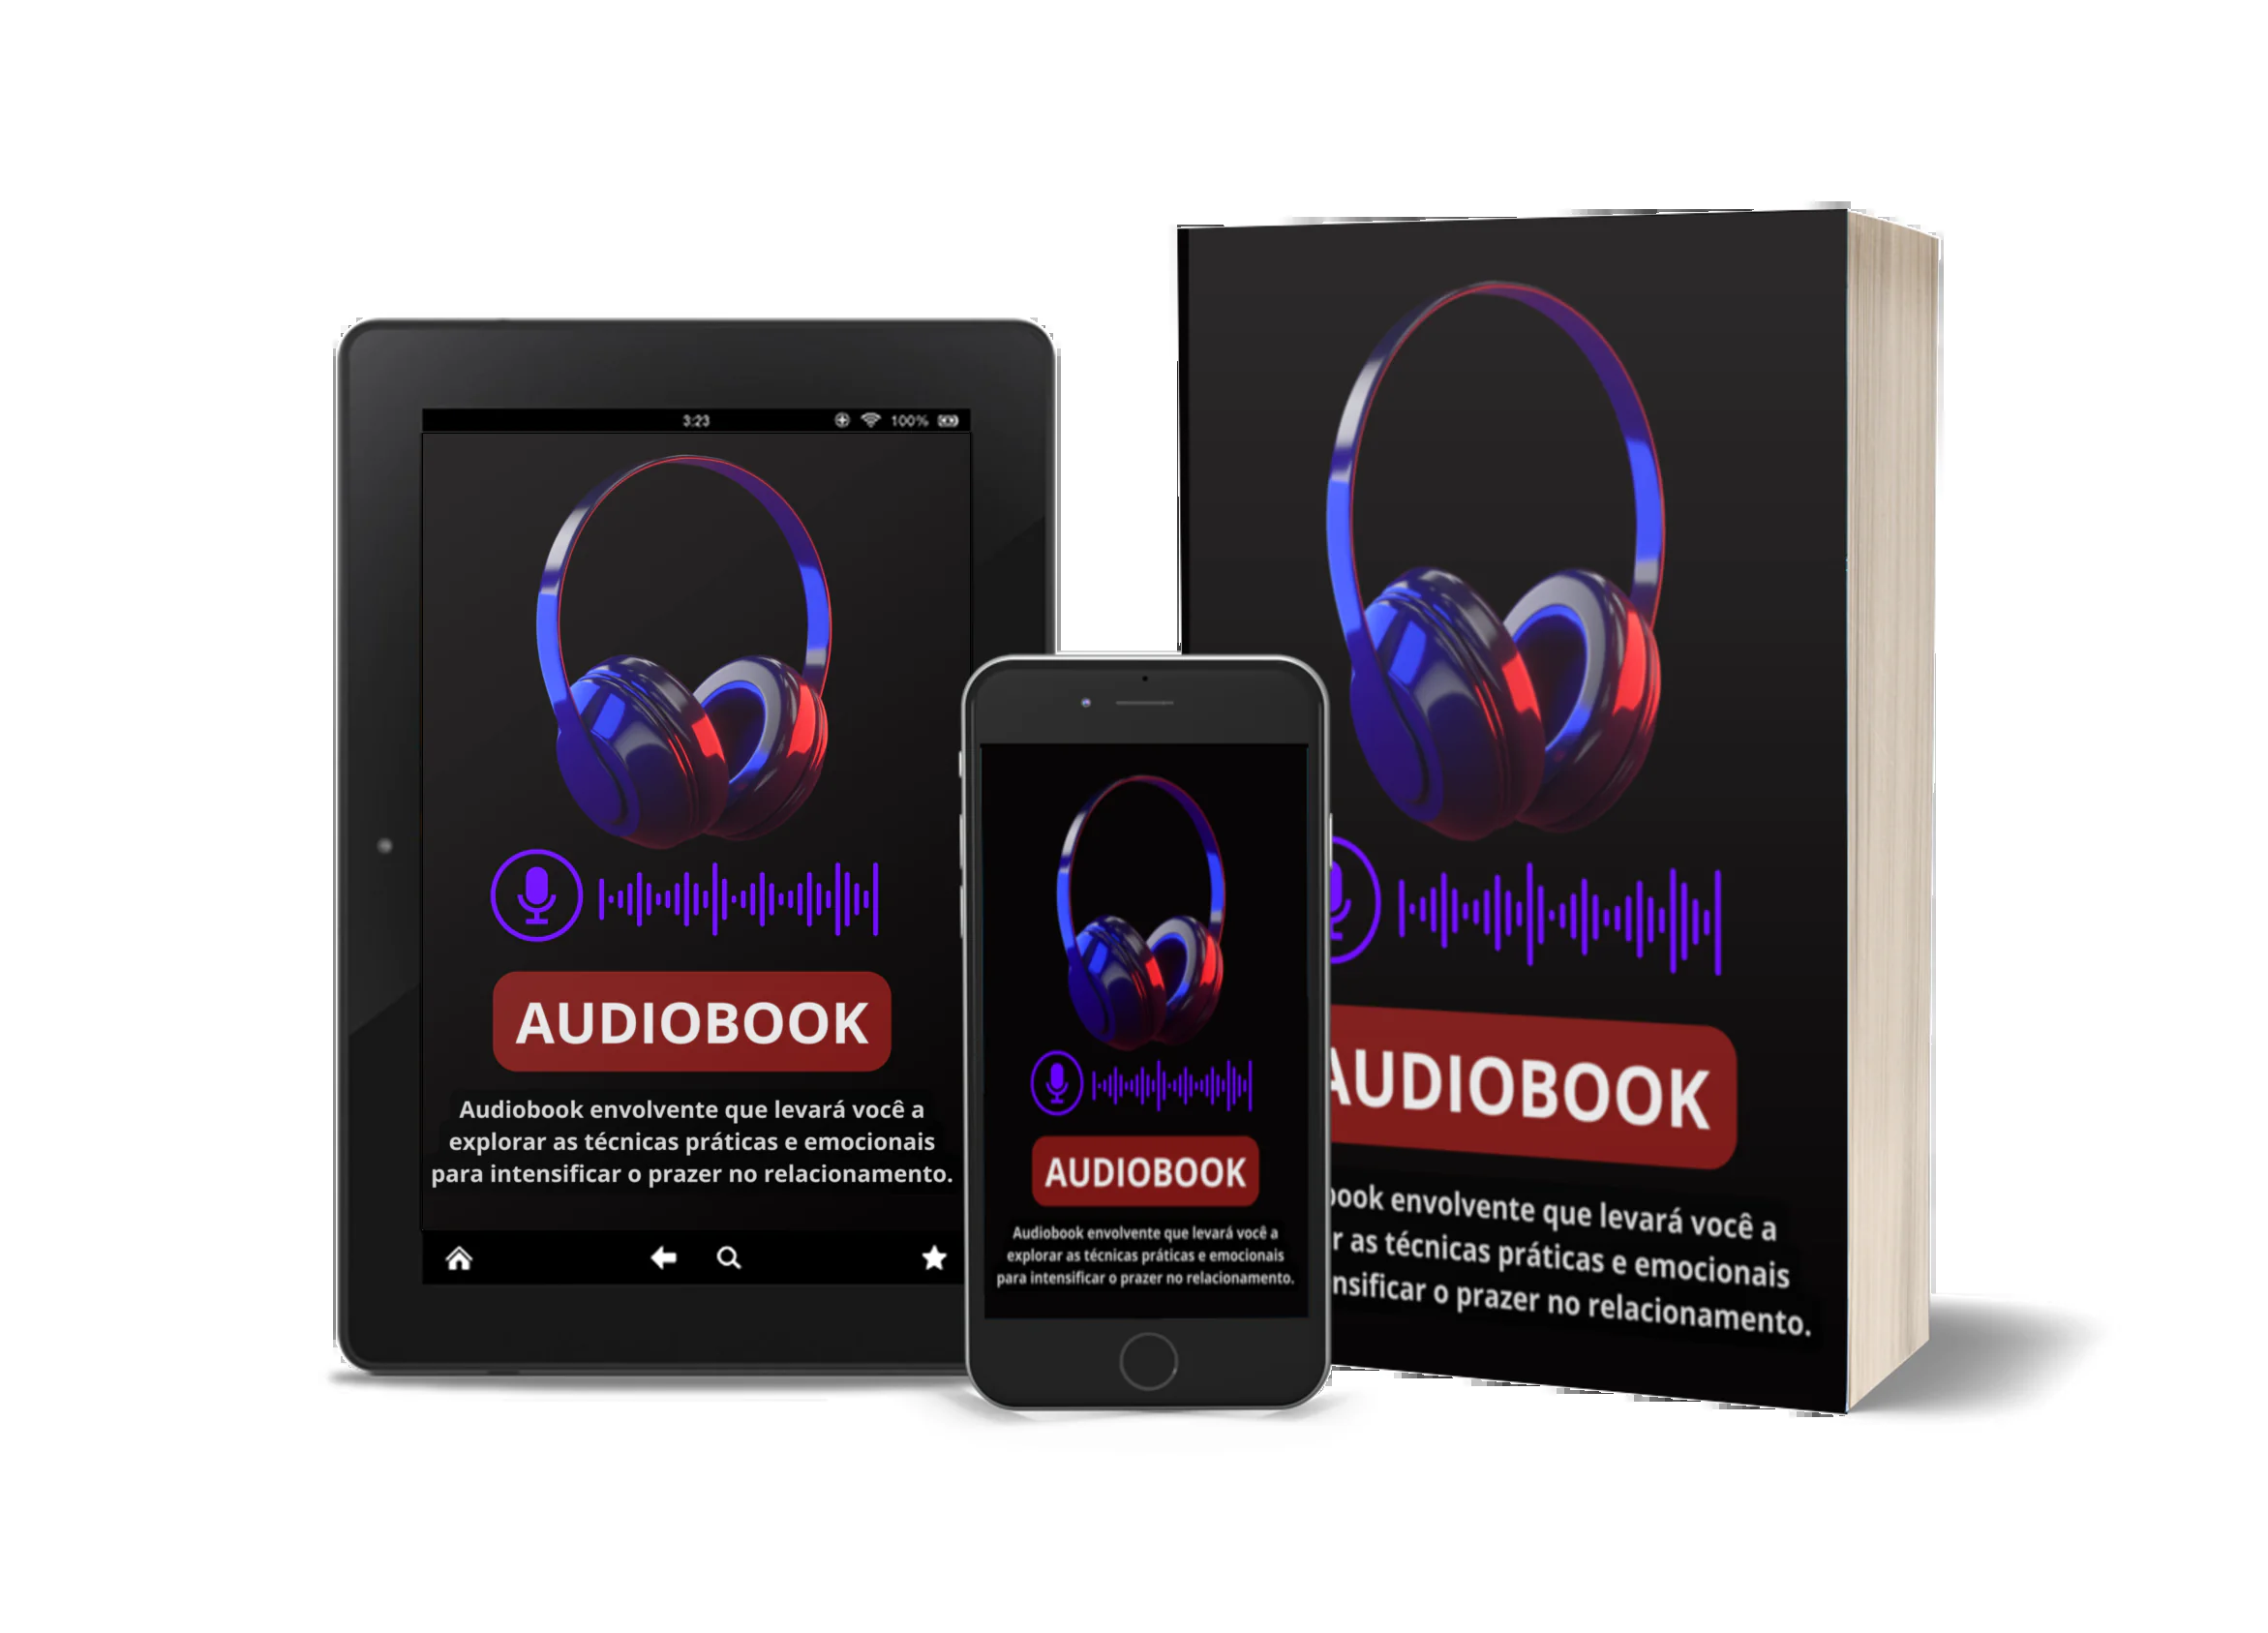 3:23
100%
AUDIOBOOK
Audiobook envolvente que levará você a
explorar as técnicas práticas e emocionais
para intensificar o prazer no relacionamento.
AUDIOBOOK
Audiobook envolvente que levará você a
explorar as técnicas práticas e emocionais
para intensificar o prazer no relacionamento.
AUDIOBOOK
book envolvente que levará você a
r as técnicas práticas e emocionais
nsificar o prazer no relacionamento.